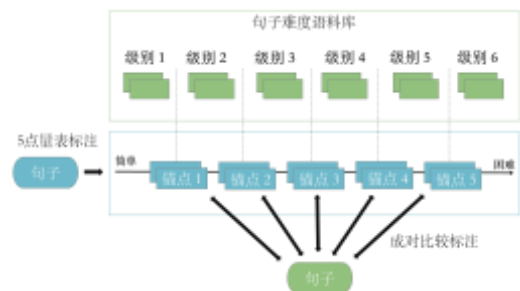 句子难度语料库
级别 1 级别 2 级别 3 级别 4 级别 5 级别 6
5点量表标注
句子
简单
困难
锚点 1 锚点 2 锚点 3 锚点 4 锚点 5
成对比较标注
句子